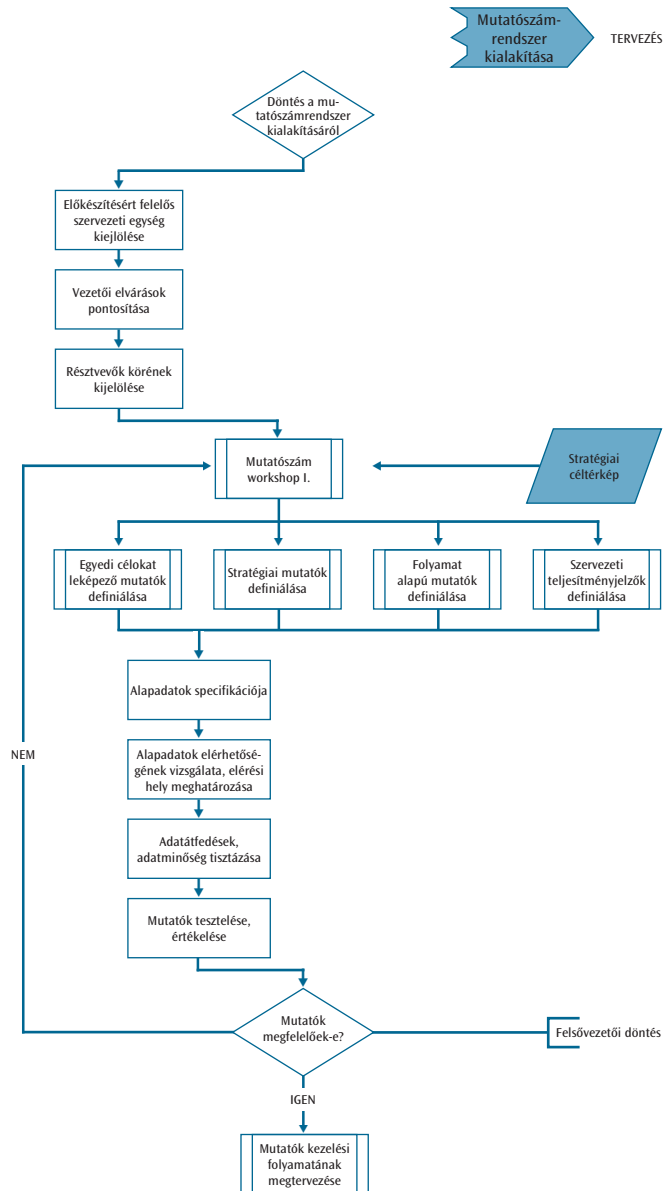 Mutatószám-
rendszer
kialakítása
TERVEZÉS
Döntés a mu-
tatószámrendszer
kialakításáról
Előkészítésért felelős
szervezeti egység
kiejlölése
Vezetői elvárások
pontosítása
Résztvevők körének
kijelölése
Mutatószám
workshop I.
Stratégiai
céltérkép
Egyedi célokat
leképező mutatók
definiálása
Stratégiai mutatók
definiálása
Folyamat
alapú mutatók
definiálása
Szervezeti
teljesítményjelzők
definiálása
Alapadatok specifikációja
NEM
Alapadatok elérhetősé-
gének vizsgálata, elérési
hely meghatározása
Adatátfedések,
adatminőség tisztázása
Mutatók tesztelése,
értékelése
Mutatók
megfelelőek-e?
Felsővezetői döntés
IGEN
Mutatók kezelési
folyamatának
megtervezése